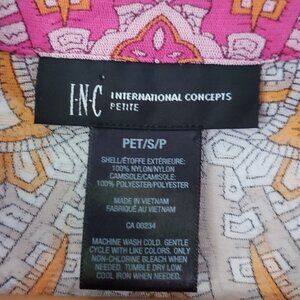 I·N·C INTERNATIONAL CONCEPTS
PETITE
PET/S/P
SHELL/ÉTOFFE EXTÉRIEURE:
100% NYLON/NYLON
CAMISOLE/CAMISOLE:
100% POLYESTER/POLYESTER
MADE IN VIETNAM
FABRIQUÉ AU VIETNAM
CA 00234
MACHINE WASH COLD, GENTLE
CYCLE WITH LIKE COLORS. ONLY
NON-CHLORINE BLEACH WHEN
NEEDED. TUMBLE DRY LOW.
COOL IRON WHEN NEEDED.